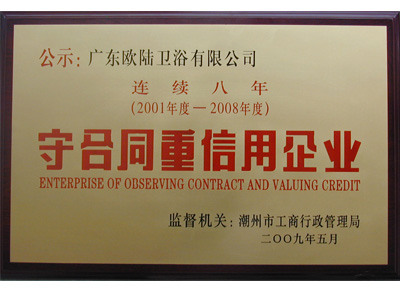 公示：广东欧陆卫浴有限公司
连续八年
(2001年度—2008年度)
守合同重信用企业
ENTERPRISE OF OBSERVING CONTRACT AND VALUING CREDIT
监督机关：潮州市工商行政管理局
二〇〇九年五月